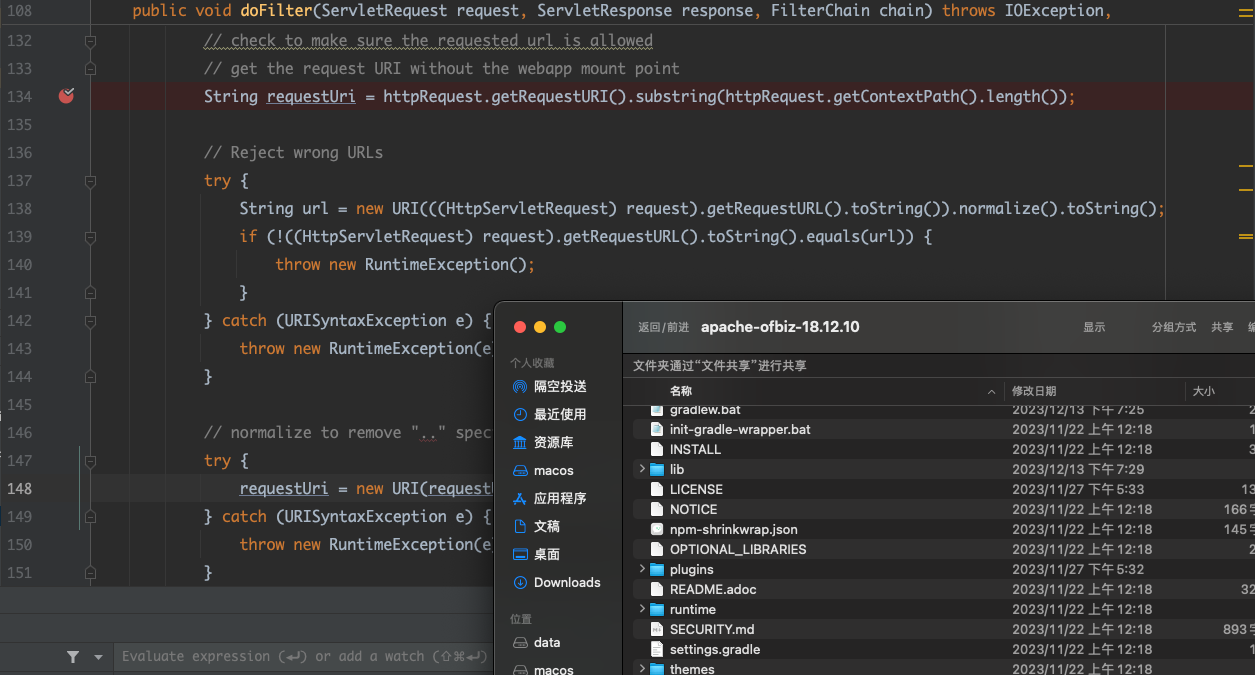 108 public void doFilter(ServletRequest request, ServletResponse response, FilterChain chain) throws IOException,
132 // check to make sure the requested url is allowed
133 // get the request URI without the webapp mount point
134 String requestUri = httpRequest.getRequestURI().substring(httpRequest.getContextPath().length());
135
136 // Reject wrong URLs
137 try {
138 String url = new URI(((HttpServletRequest) request).getRequestURL().toString()).normalize().toString();
139 if (!((HttpServletRequest) request).getRequestURL().toString().equals(url)) {
140 throw new RuntimeException();
141 }
142 } catch (URISyntaxException e) {
143 throw new RuntimeException(e
144 }
145
146 // normalize to remove ".." spec
147 try {
148 requestUri = new URI(request
149 } catch (URISyntaxException e) {
150 throw new RuntimeException(e
151 }
Evaluate expression (⏎) or add a watch (⇧⌘⏎)
返回/前进 apache-ofbiz-18.12.10 显示 分组方式 共享
个人收藏
隔空投送
最近使用
资源库
macos
应用程序
文稿
桌面
Downloads
位置
data
macos
文件夹通过“文件共享”进行共享
名称 修改日期 大小
gradlew.bat 2023/12/13 下午 7:25
init-gradle-wrapper.bat 2023/11/22 上午 12:18
INSTALL 2023/11/22 上午 12:18
lib 2023/12/13 下午 7:29
LICENSE 2023/11/27 下午 5:33 13
NOTICE 2023/11/22 上午 12:18 166
npm-shrinkwrap.json 2023/11/22 上午 12:18 145
OPTIONAL_LIBRARIES 2023/11/22 上午 12:18
plugins 2023/11/27 下午 5:32
README.adoc 2023/11/22 上午 12:18 32
runtime 2023/11/22 上午 12:18
SECURITY.md 2023/11/22 上午 12:18 893
settings.gradle 2023/11/22 上午 12:18
themes 2023/11/22 上午 12:18